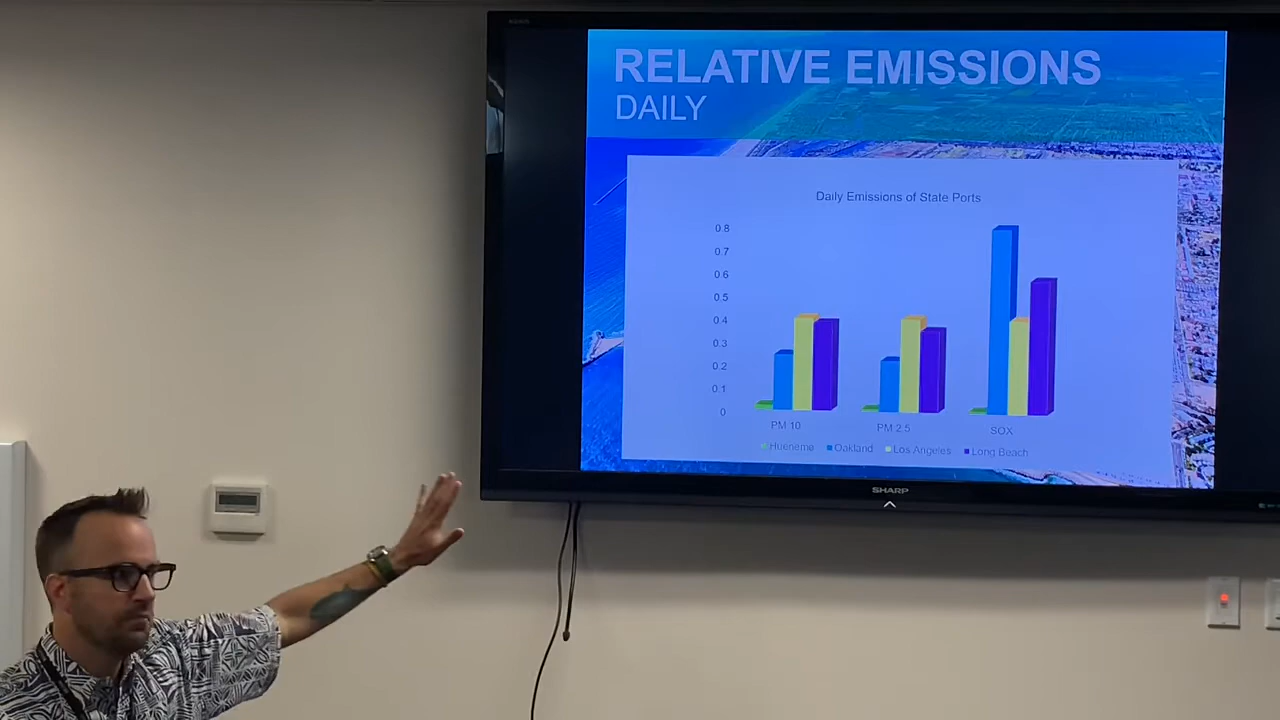 RELATIVE EMISSIONS
DAILY
Daily Emissions of State Ports
0.8
0.7
0.6
0.5
0.4
0.3
0.2
0.1
0
PM 10 PM 2.5 SOX
Hueneme Oakland Los Angeles Long Beach
SHARP